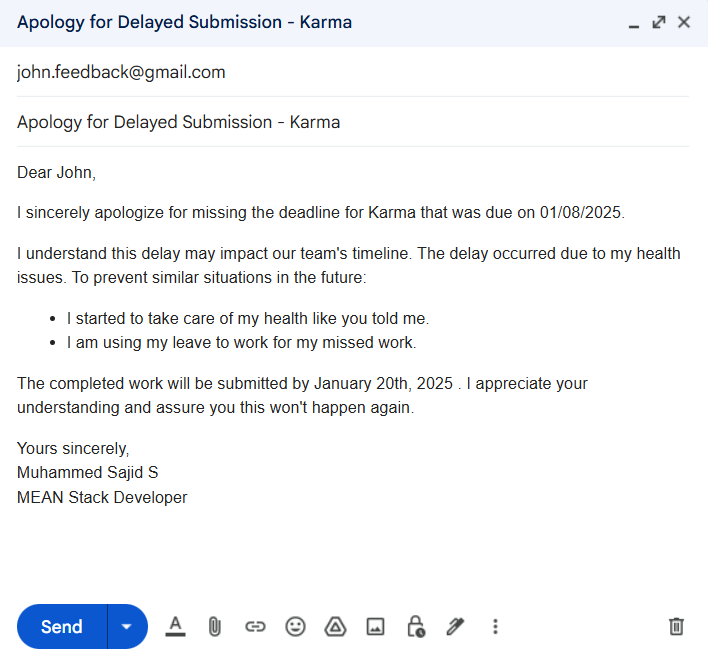 Apology for Delayed Submission - Karma
john.feedback@gmail.com
Apology for Delayed Submission - Karma
Dear John,
I sincerely apologize for missing the deadline for Karma that was due on 01/08/2025.
I understand this delay may impact our team's timeline. The delay occurred due to my health
issues. To prevent similar situations in the future:
• I started to take care of my health like you told me.
• I am using my leave to work for my missed work.
The completed work will be submitted by January 20th, 2025 . I appreciate your
understanding and assure you this won't happen again.
Yours sincerely,
Muhammed Sajid S
MEAN Stack Developer
Send